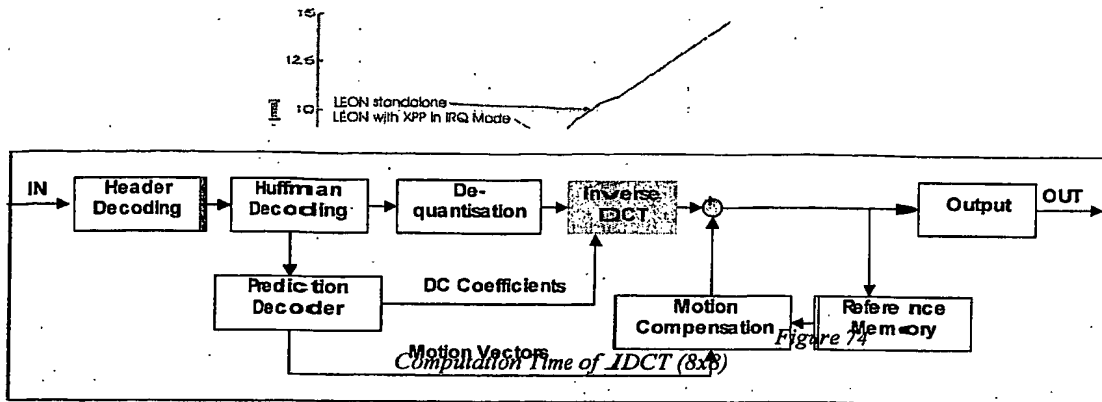 15
12.5
10
[m]
LEON standalone
LEON with XPP in IRQ Mode
IN
Header
Decoding
Huffman
Decoding
De-
quantisation
Inverse
IDCT
+
Output
OUT
Prediction
Decoder
DC Coefficients
Motion
Compensation
Reference
Memory
Figure 74
Motion Vectors
Computation Time of IDCT (8x8)